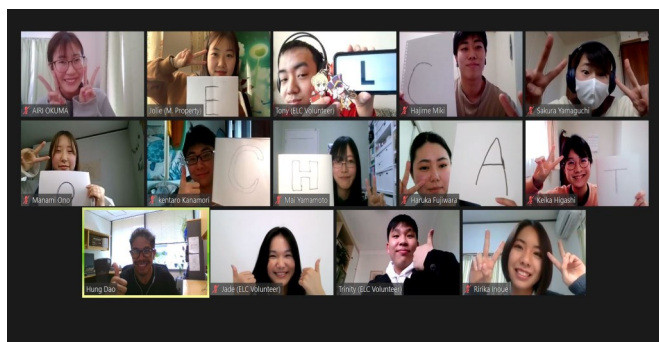 E
L
C
C
H
A
T
AIRI OKUMA
Jolie (M. Property)
Tony (ELC Volunteer)
Hajime Miki
Sakura Yamaguchi
Manami Ono
kentaro Kanamori
Mai Yamamoto
Haruka Fujiwara
Keika Higashi
Hung Dao
Jade (ELC Volunteer)
Trinity (ELC Volunteer)
Ririka Inoue